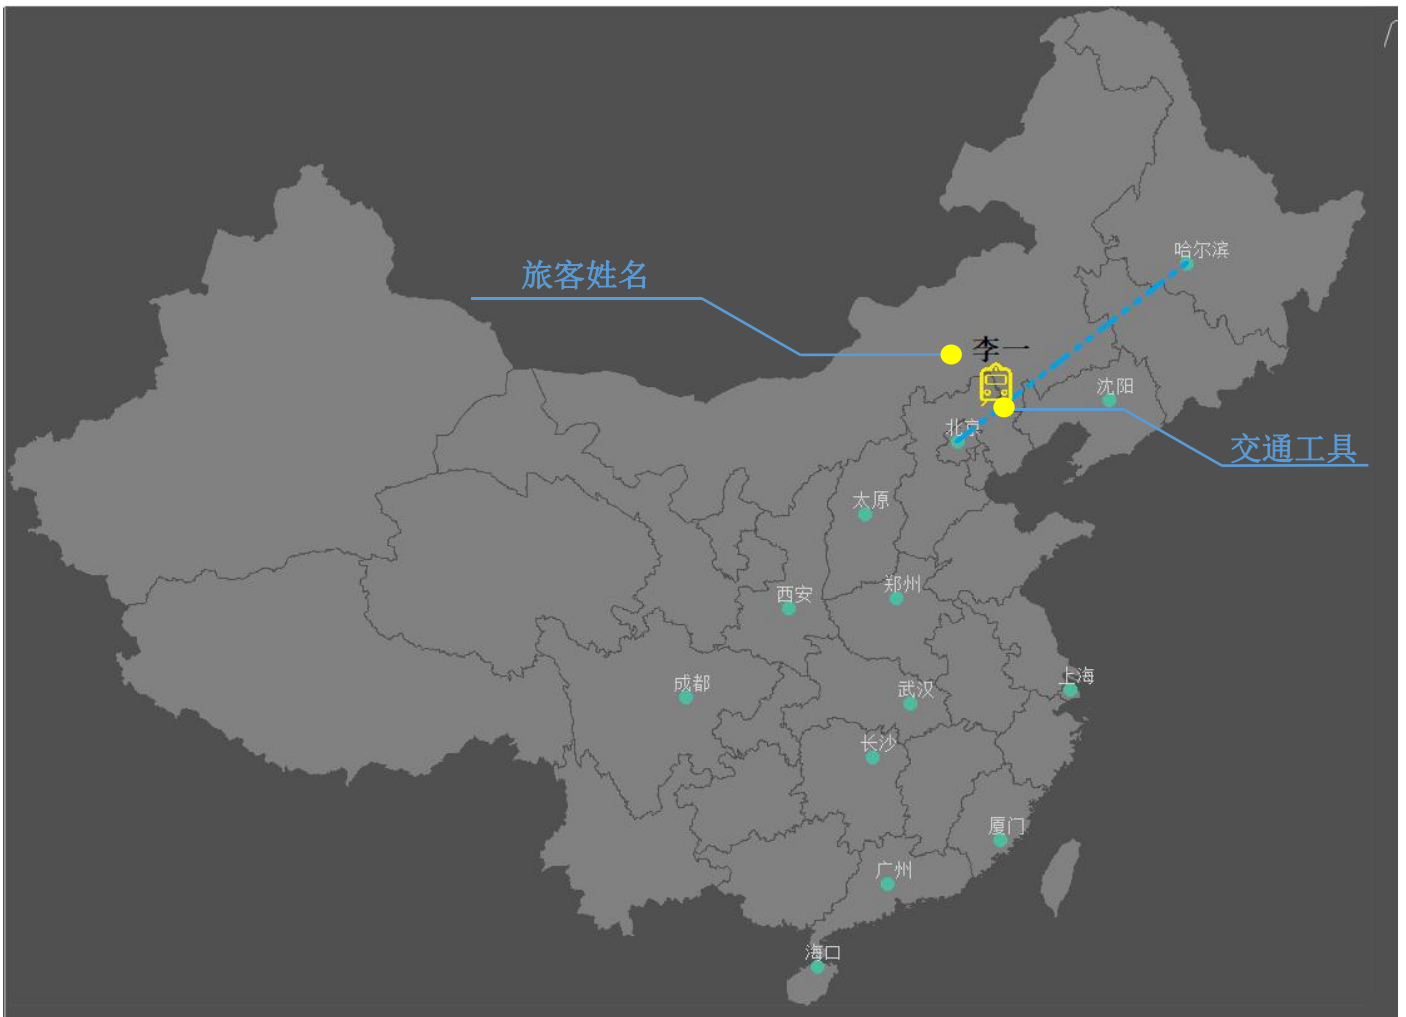 哈尔滨
旅客姓名
李一
沈阳
北京
交通工具
太原
郑州
西安
上海
成都
武汉
长沙
厦门
广州
海口